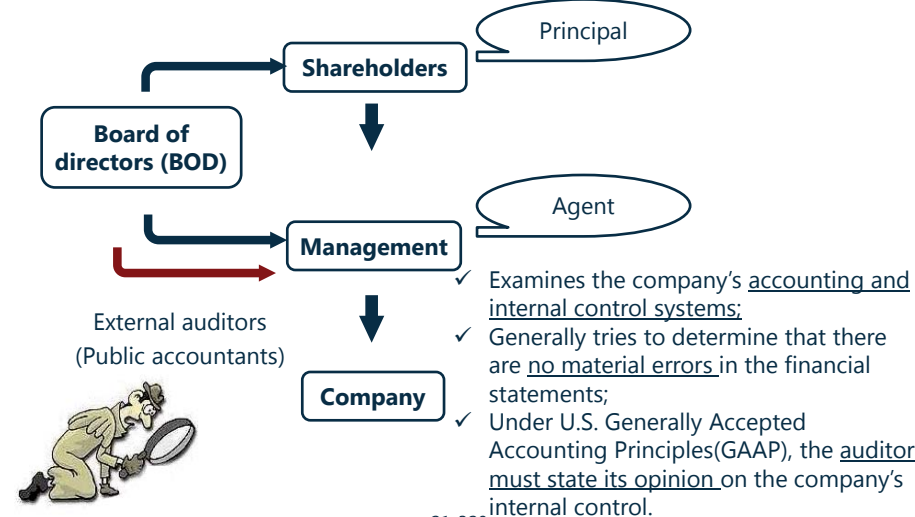 Principal
Shareholders
Board of
directors (BOD)
Agent
Management
✓ Examines the company's accounting and
internal control systems;
✓ Generally tries to determine that there
are no material errors in the financial
statements;
✓ Under U.S. Generally Accepted
Accounting Principles(GAAP), the auditor
must state its opinion on the company's
internal control.
External auditors
(Public accountants)
Company